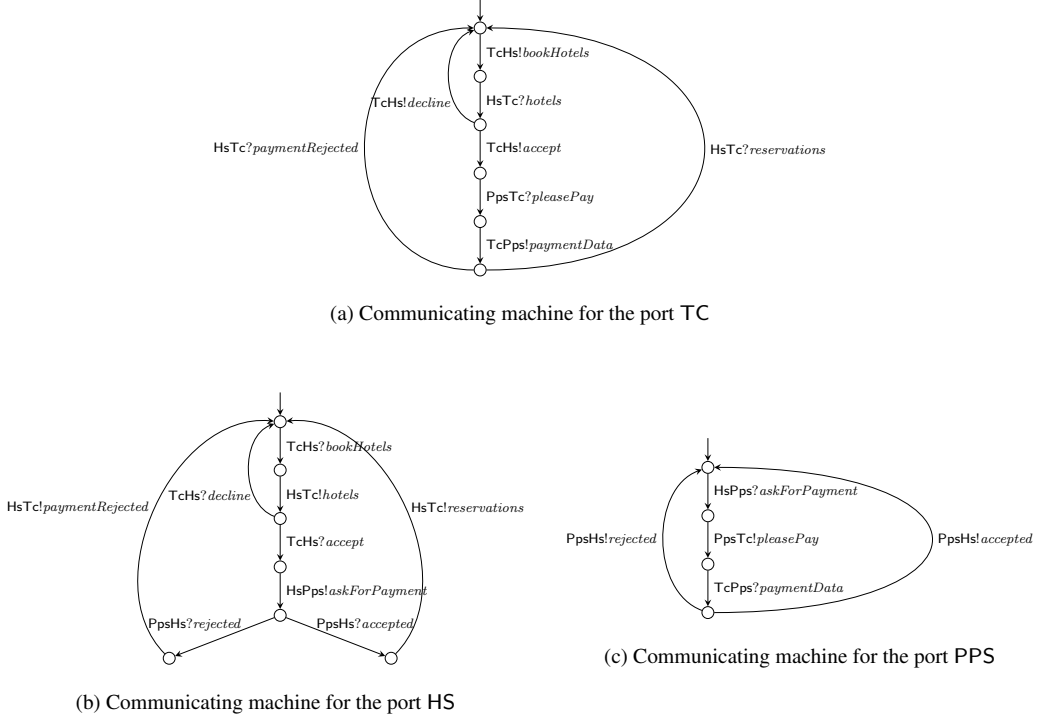 TcHs!bookHotels
TcHs!decline
HsTc?hotels
HsTc?paymentRejected
TcHs!accept
HsTc?reservations
PpsTc?pleasePay
TcPps!paymentData
(a) Communicating machine for the port TC
TcHs?bookHotels
TcHs?decline
HsTc!hotels
HsTc!paymentRejected
HsTc!reservations
TcHs?accept
HsPps!askForPayment
PpsHs?rejected
PpsHs?accepted
(b) Communicating machine for the port HS
HsPps?askForPayment
PpsHs!rejected
PpsTc!pleasePay
PpsHs!accepted
TcPps?paymentData
(c) Communicating machine for the port PPS